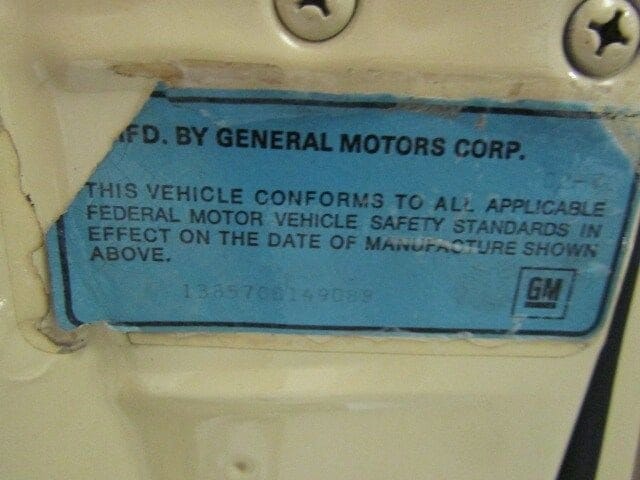 MFD. BY GENERAL MOTORS CORP.
THIS VEHICLE CONFORMS TO ALL APPLICABLE
FEDERAL MOTOR VEHICLE SAFETY STANDARDS IN
EFFECT ON THE DATE OF MANUFACTURE SHOWN
ABOVE.
GM